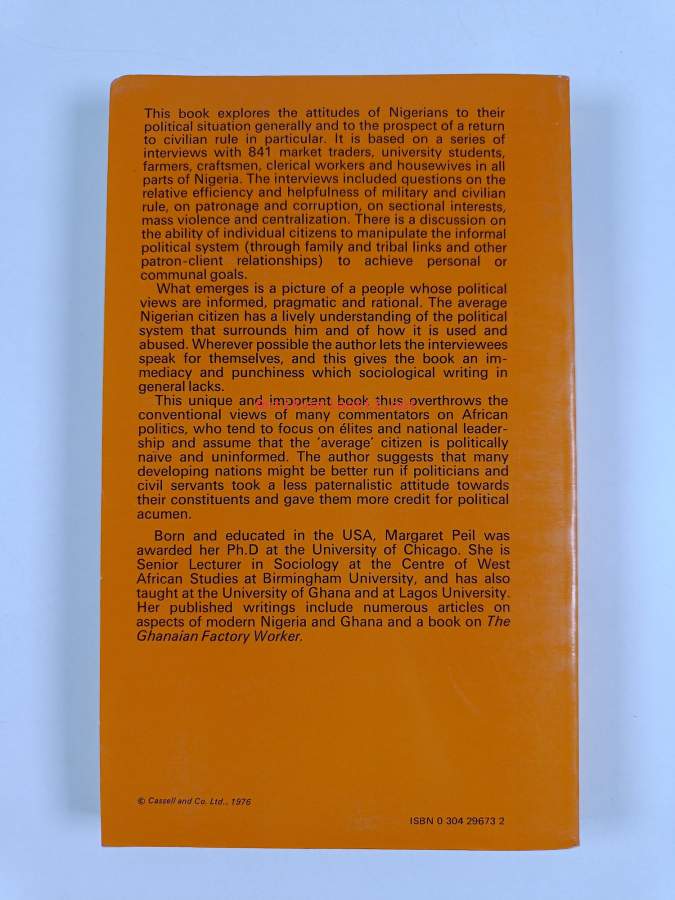 This book explores the attitudes of Nigerians to their
political situation generally and to the prospect of a return
to civilian rule in particular. It is based on a series of
interviews with 841 market traders, university students,
farmers, craftsmen, clerical workers and housewives in all
parts of Nigeria. The interviews included questions on the
relative efficiency and helpfulness of military and civilian
rule, on patronage and corruption, on sectional interests,
mass violence and centralization. There is a discussion on
the ability of individual citizens to manipulate the informal
political system (through family and tribal links and other
patron-client relationships) to achieve personal or
communal goals.
What emerges is a picture of a people whose political
views are informed, pragmatic and rational. The average
Nigerian citizen has a lively understanding of the political
system that surrounds him and of how it is used and
abused. Wherever possible the author lets the interviewees
speak for themselves, and this gives the book an im-
mediacy and punchiness which sociological writing in
general lacks.
This unique and important book thus overthrows the
conventional views of many commentators on African
politics, who tend to focus on élites and national leader-
ship and assume that the 'average' citizen is politically
naive and uninformed. The author suggests that many
developing nations might be better run if politicians and
civil servants took a less paternalistic attitude towards
their constituents and gave them more credit for political
acumen.
Born and educated in the USA, Margaret Peil was
awarded her Ph.D at the University of Chicago. She is
Senior Lecturer in Sociology at the Centre of West
African Studies at Birmingham University, and has also
taught at the University of Ghana and at Lagos University.
Her published writings include numerous articles on
aspects of modern Nigeria and Ghana and a book on The
Ghanaian Factory Worker.
© Cassell and Co. Ltd., 1976
ISBN 0 304 29673 2